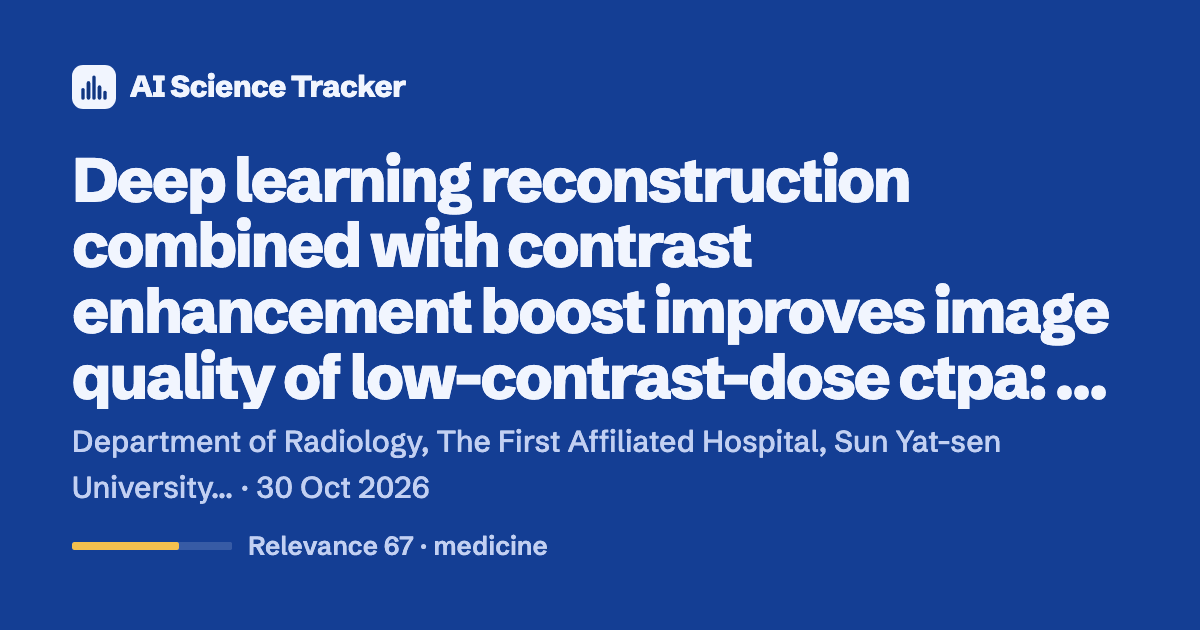 AI Science Tracker
Deep learning reconstruction
combined with contrast
enhancement boost improves image
quality of low-contrast-dose ctpa: ...
Department of Radiology, The First Affiliated Hospital, Sun Yat-sen
University... · 30 Oct 2026
Relevance 67 · medicine